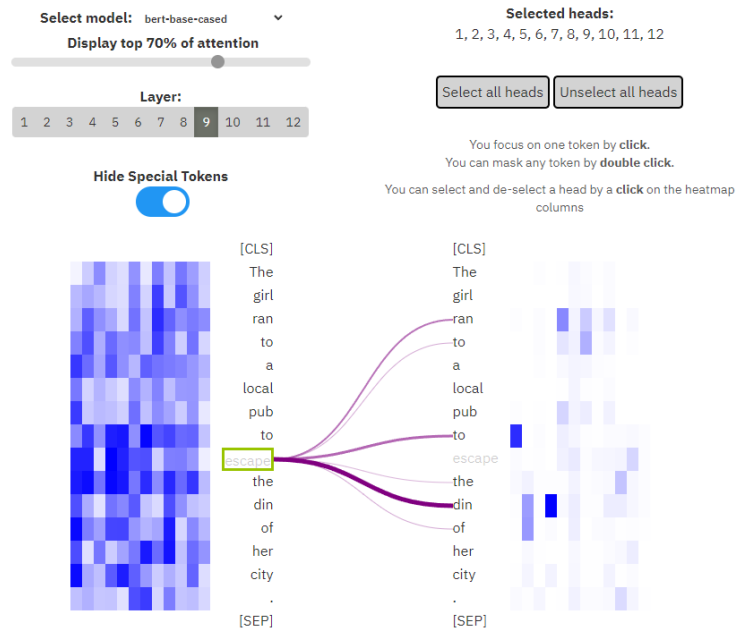 Select model: bert-base-cased
Display top 70% of attention
Layer:
1 2 3 4 5 6 7 8 9 10 11 12
Hide Special Tokens
Selected heads:
1, 2, 3, 4, 5, 6, 7, 8, 9, 10, 11, 12
Select all heads Unselect all heads
You focus on one token by click.
You can mask any token by double click.
You can select and de-select a head by a click on the heatmap
columns
[CLS] [CLS]
The The
girl girl
ran ran
to to
a a
local local
pub pub
to to
escape escape
the the
din din
of of
her her
city city
. .
[SEP] [SEP]